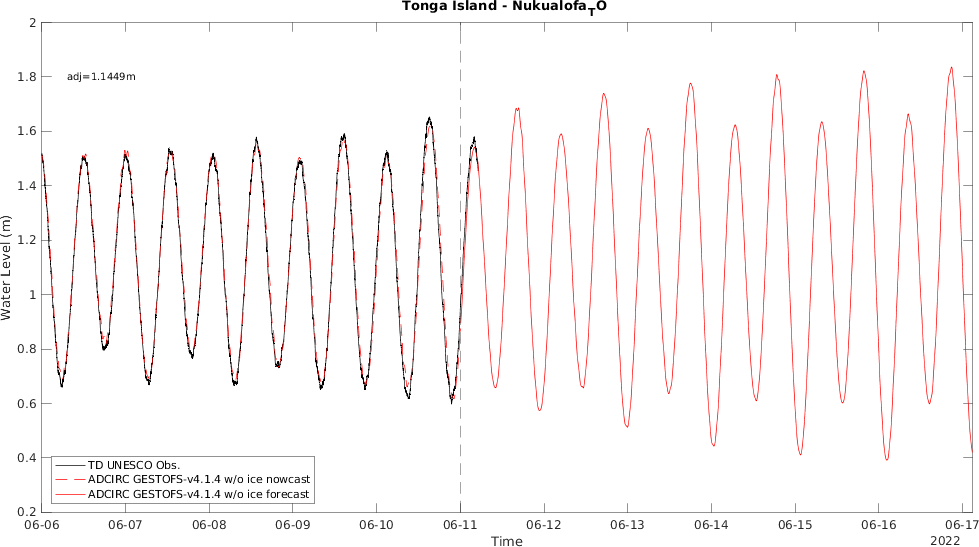 Tonga Island - Nukualofa_TO
adj=1.1449m
2
1.8
1.6
1.4
1.2
1
0.8
0.6
0.4
0.2
Water Level (m)
TD UNESCO Obs.
ADCIRC GESTOFS-v4.1.4 w/o ice nowcast
ADCIRC GESTOFS-v4.1.4 w/o ice forecast
06-06 06-07 06-08 06-09 06-10 06-11 06-12 06-13 06-14 06-15 06-16 06-17
Time
2022